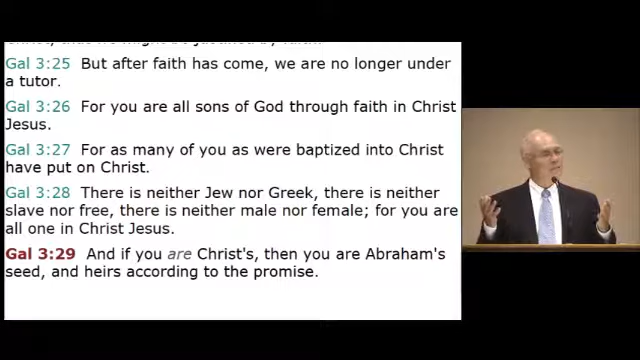 Gal 3:25 But after faith has come, we are no longer under
a tutor.
Gal 3:26 For you are all sons of God through faith in Christ
Jesus.
Gal 3:27 For as many of you as were baptized into Christ
have put on Christ.
Gal 3:28 There is neither Jew nor Greek, there is neither
slave nor free, there is neither male nor female; for you are
all one in Christ Jesus.
Gal 3:29 And if you are Christ's, then you are Abraham's
seed, and heirs according to the promise.